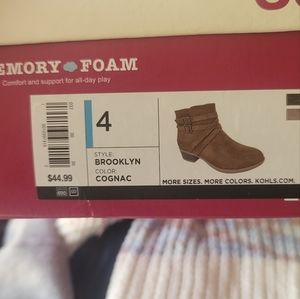 EMORY FOAM
Comfort and support for all-day play
4
STYLE:
BROOKLYN
COLOR:
COGNAC
$44.99
MORE SIZES. MORE COLORS. KOHLS.COM